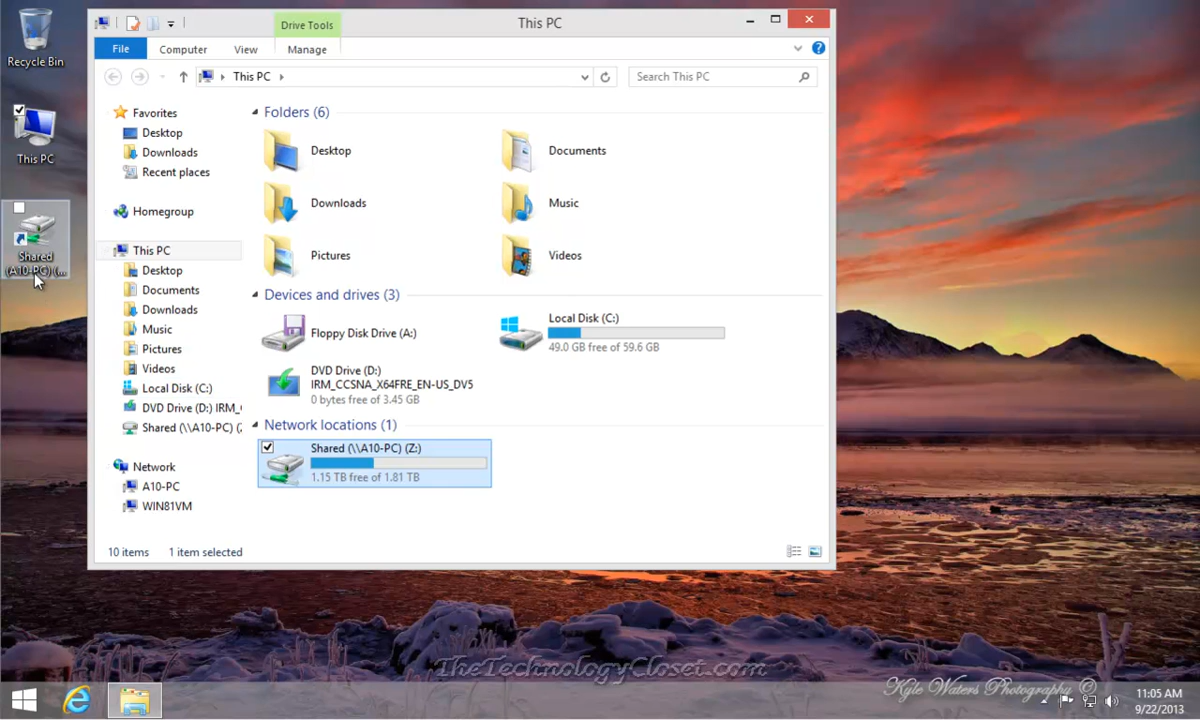 Recycle Bin
This PC
Shared
(A10-PC) (...
Drive Tools
This PC
File
Computer
View
Manage
This PC
Search This PC
Favorites
Desktop
Downloads
Recent places
Homegroup
This PC
Desktop
Documents
Downloads
Music
Pictures
Videos
Local Disk (C:)
DVD Drive (D:) IRM_
Shared (\\A10-PC) (
Network
A10-PC
WIN81VM
Folders (6)
Desktop
Documents
Downloads
Music
Pictures
Videos
Devices and drives (3)
Floppy Disk Drive (A:)
Local Disk (C:)
49.0 GB free of 59.6 GB
DVD Drive (D:)
IRM_CCSNA_X64FRE_EN-US_DV5
0 bytes free of 3.45 GB
Network locations (1)
Shared (\\A10-PC) (Z:)
1.15 TB free of 1.81 TB
10 items
1 item selected
TheTechnologyCloset.com
Kyle Waters Photography ©
11:05 AM
9/22/2013